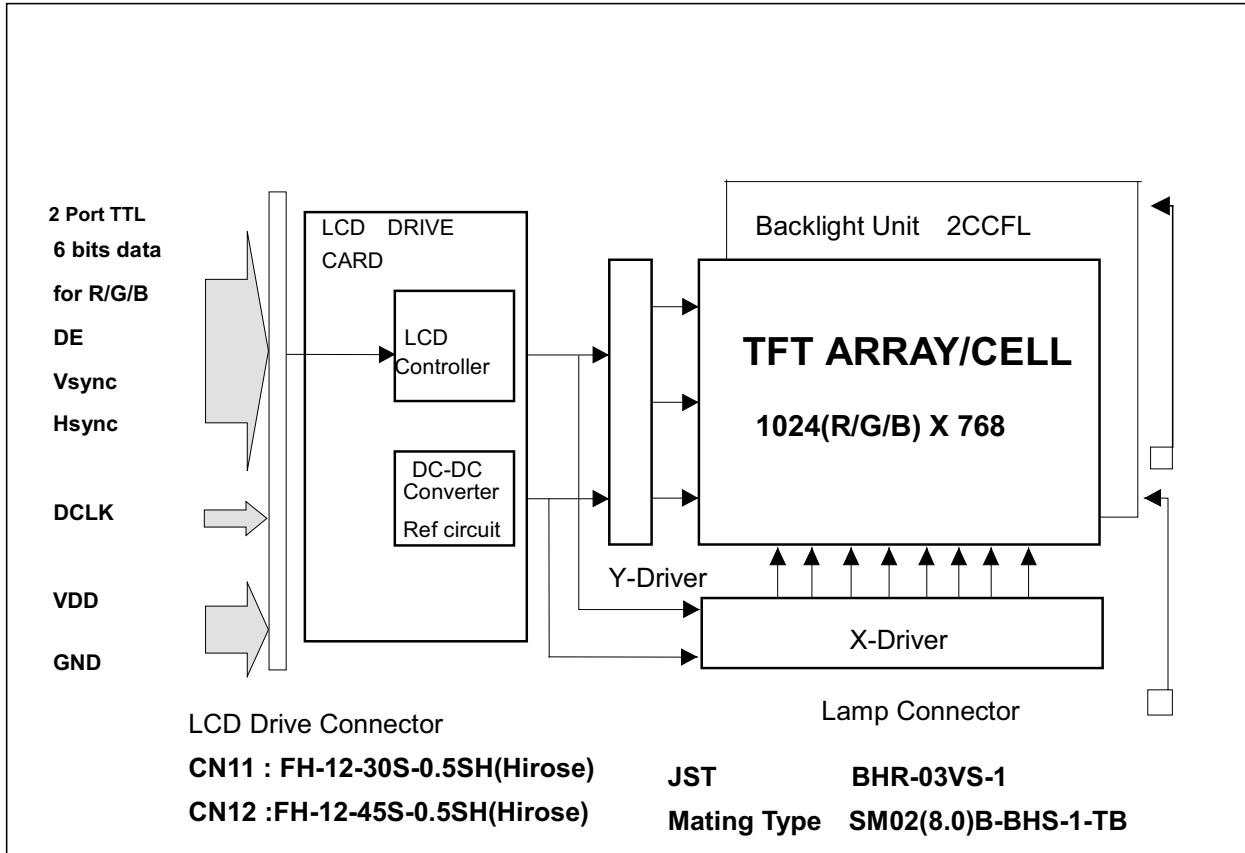 2 Port TTL
6 bits data
for R/G/B
DE
Vsync
Hsync
DCLK
VDD
GND
LCD DRIVE
CARD
LCD
Controller
DC-DC
Converter
Ref circuit
Y-Driver
Backlight Unit 2CCFL
TFT ARRAY/CELL
1024(R/G/B) X 768
X-Driver
LCD Drive Connector
CN11 : FH-12-30S-0.5SH(Hirose)
CN12 :FH-12-45S-0.5SH(Hirose)
Lamp Connector
JST BHR-03VS-1
Mating Type SM02(8.0)B-BHS-1-TB